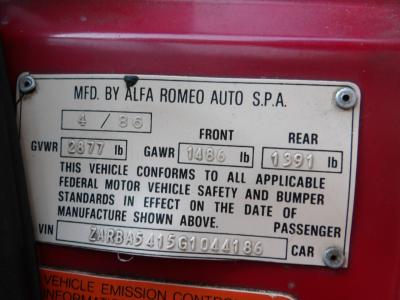 MFD. BY ALFA ROMEO AUTO S.P.A.
4 / 86
FRONT REAR
GVWR 2877 lb GAWR 1486 lb 1391 lb
THIS VEHICLE CONFORMS TO ALL APPLICABLE
FEDERAL MOTOR VEHICLE SAFETY AND BUMPER
STANDARDS IN EFFECT ON THE DATE OF
MANUFACTURE SHOWN ABOVE. PASSENGER
VIN ZARBA5415G1044186 CAR
VEHICLE EMISSION CONTRO
INFORMAT